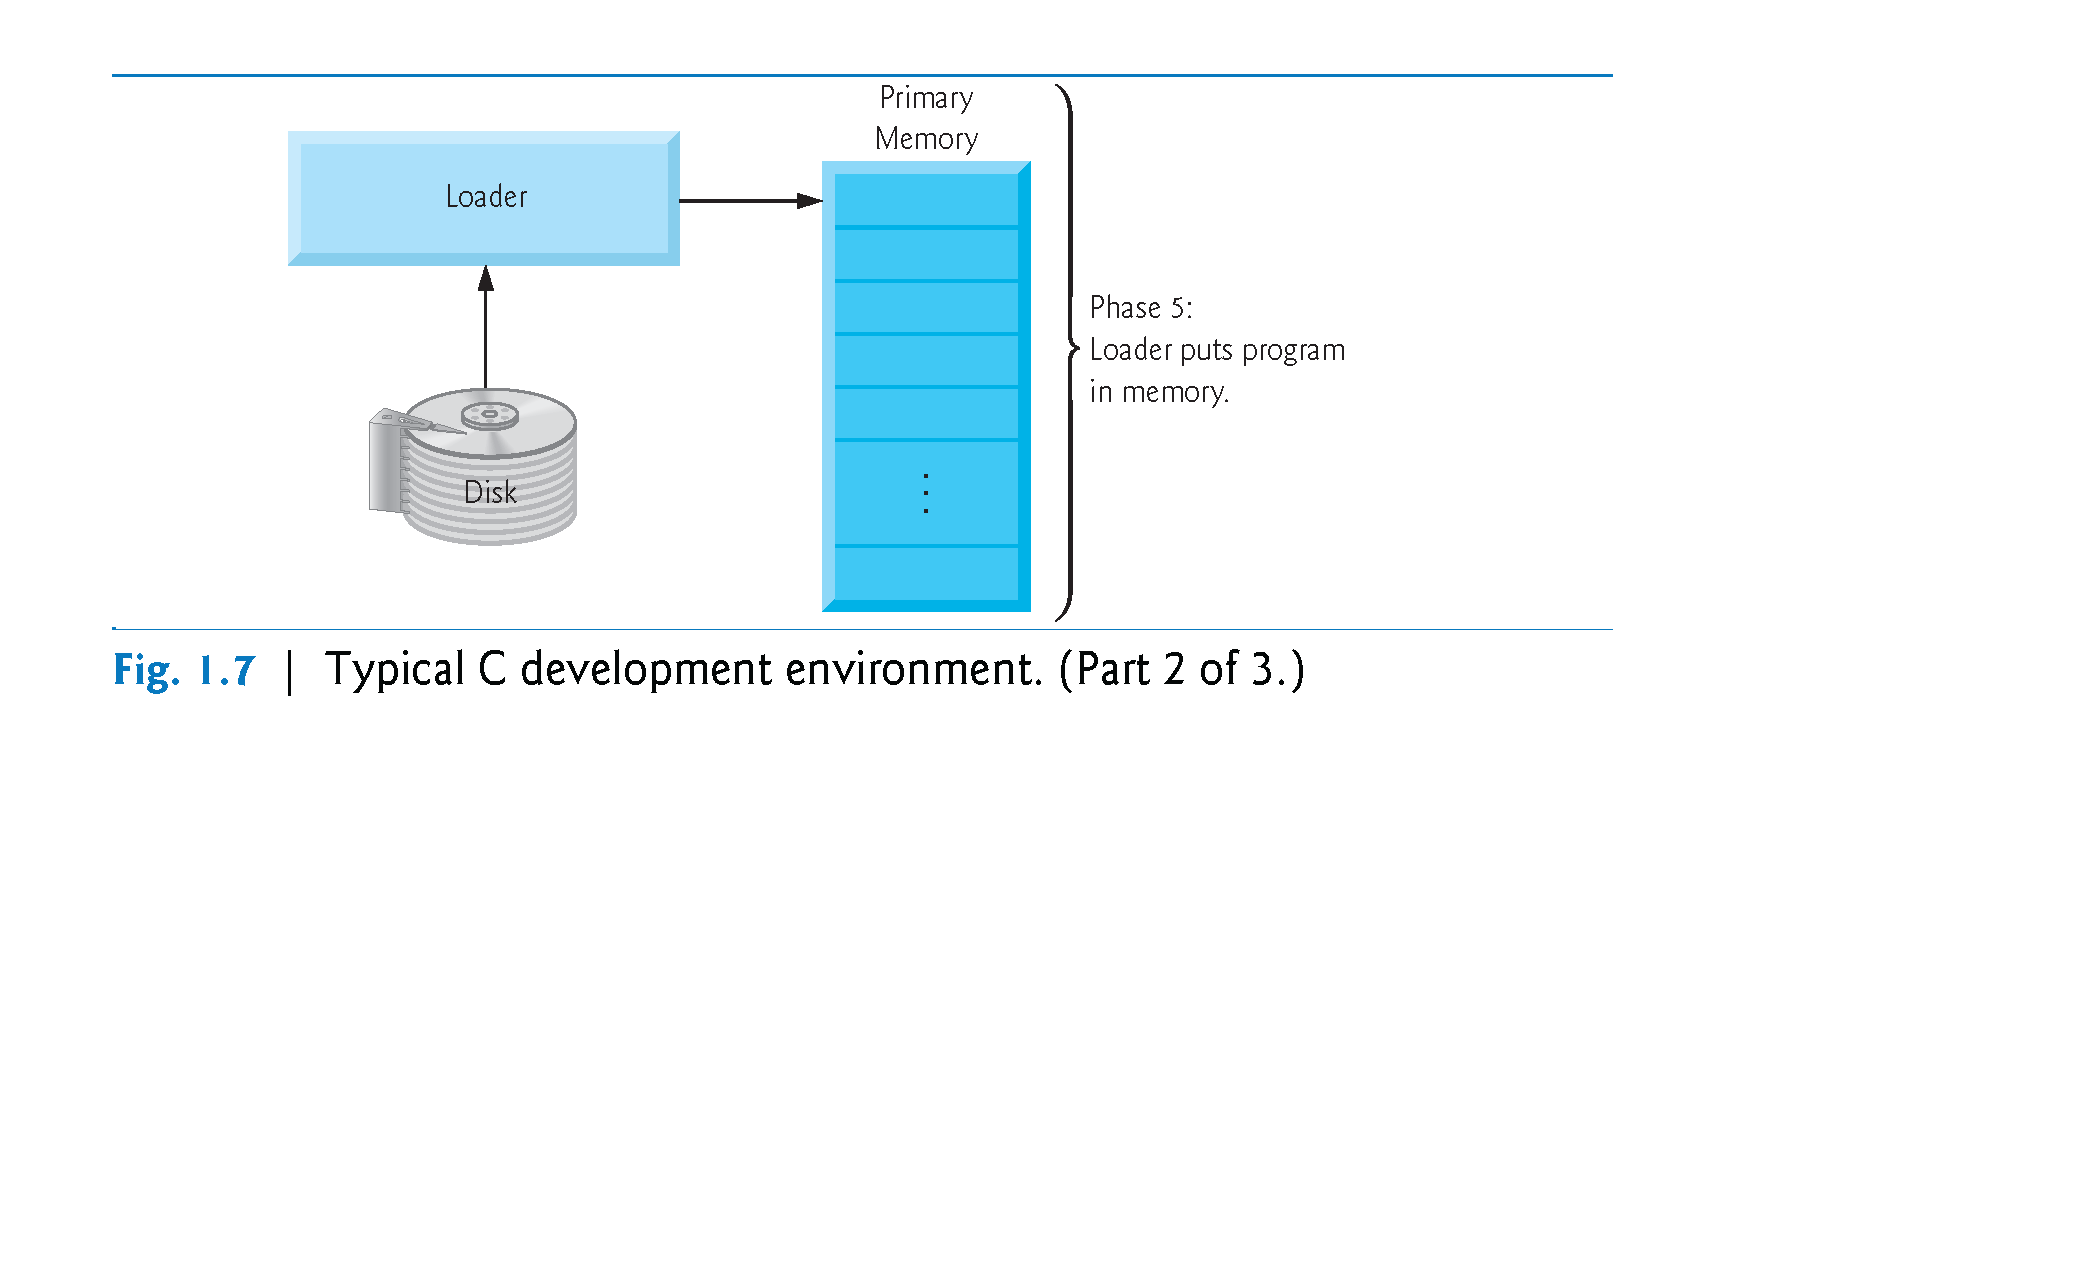 Primary
Memory
Loader
Phase 5:
Loader puts program
in memory.
Disk
Fig. 1.7 | Typical C development environment. (Part 2 of 3.)